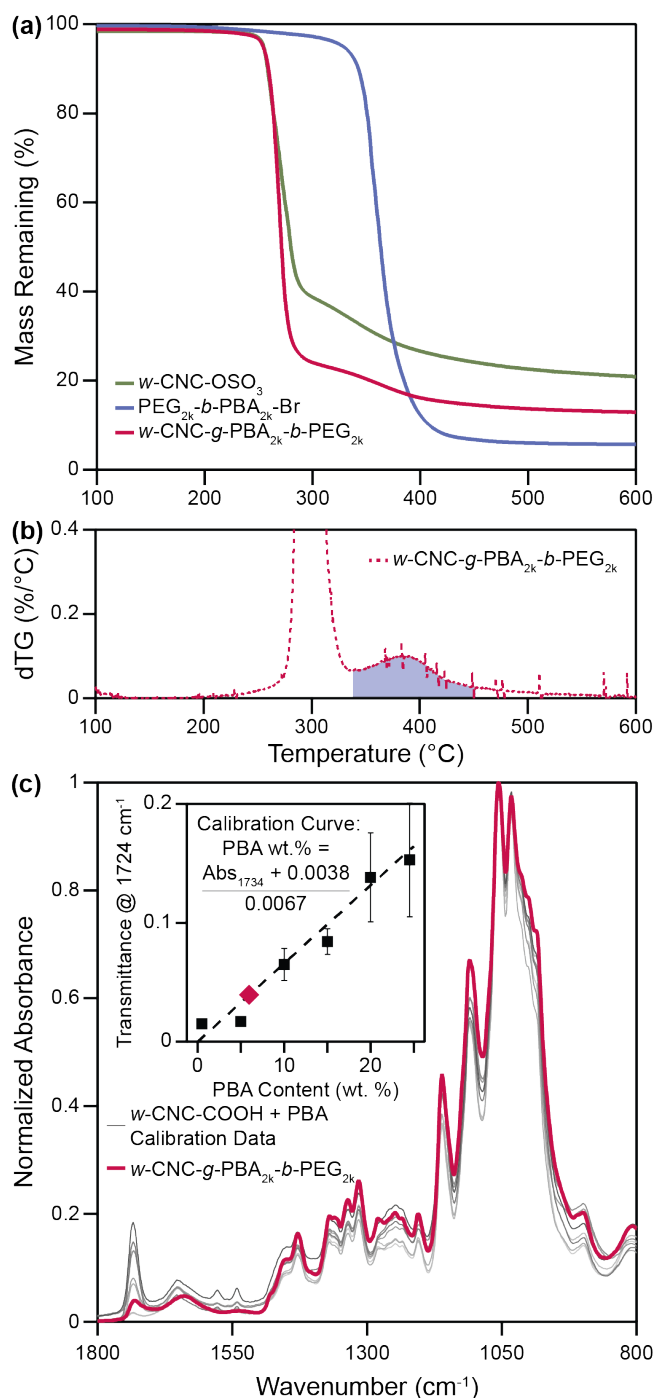 (a)
100
80
60
40
20
0
Mass Remaining (%)
w-CNC-OSO₃
PEG₂ₖ-b-PBA₂ₖ-Br
w-CNC-g-PBA₂ₖ-b-PEG₂ₖ
100 200 300 400 500 600
(b)
0.4
0.2
0
dTG (%/°C)
w-CNC-g-PBA₂ₖ-b-PEG₂ₖ
100 200 300 400 500 600
Temperature (°C)
(c)
1
0.8
0.6
0.4
0.2
0
Normalized Absorbance
0.2
0.1
0
Transmittance @ 1724 cm⁻¹
Calibration Curve:
PBA wt.% =
Abs₁₇₃₄ + 0.0038
0.0067
0 10 20
PBA Content (wt. %)
w-CNC-COOH + PBA
Calibration Data
w-CNC-g-PBA₂ₖ-b-PEG₂ₖ
1800 1550 1300 1050 800
Wavenumber (cm⁻¹)